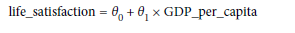 life_satisfaction = θ₀ + θ₁ × GDP_per_capita